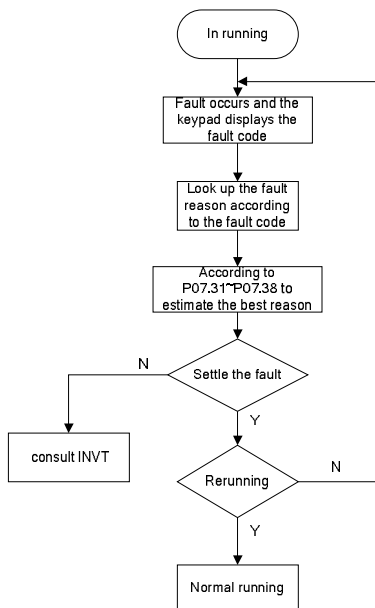 In running
Fault occurs and the
keypad displays the
fault code
Look up the fault
reason according
to the fault code
According to
P07.31~P07.38 to
estimate the best reason
N
Settle the fault
Y
consult INVT
N
Rerunning
Y
Normal running